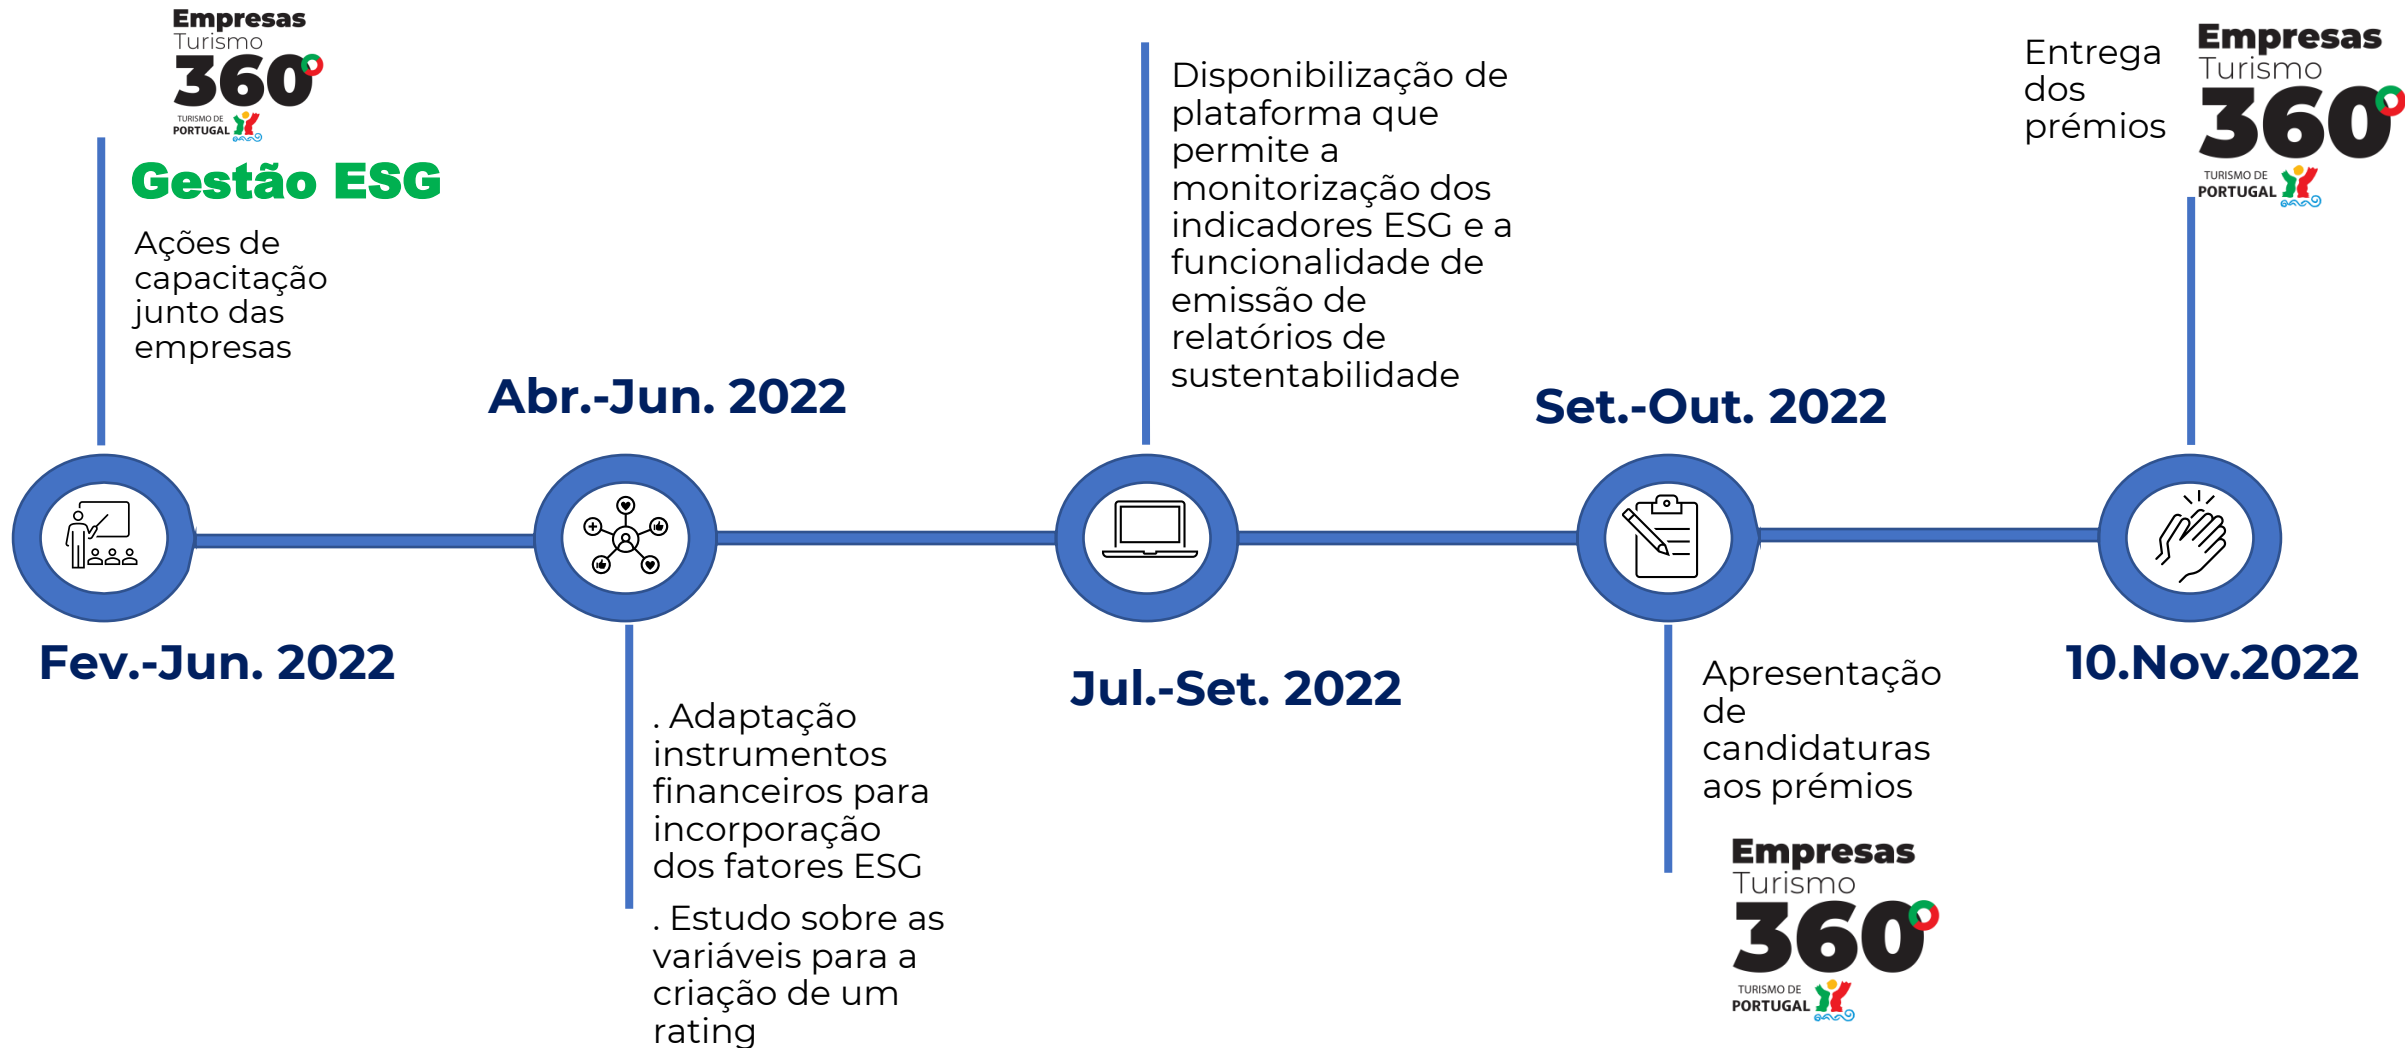 Empresas
Turismo
360°
TURISMO DE
PORTUGAL
Gestão ESG
Ações de
capacitação
junto das
empresas
Fev.-Jun. 2022
Abr.-Jun. 2022
. Adaptação
instrumentos
financeiros para
incorporação
dos fatores ESG
. Estudo sobre as
variáveis para a
criação de um
rating
Disponibilização de
plataforma que
permite a
monitorização dos
indicadores ESG e a
funcionalidade de
emissão de
relatórios de
sustentabilidade
Jul.-Set. 2022
Set.-Out. 2022
Apresentação
de
candidaturas
aos prémios
Empresas
Turismo
360°
TURISMO DE
PORTUGAL
Entrega
dos
prémios
Empresas
Turismo
360°
TURISMO DE
PORTUGAL
10.Nov.2022